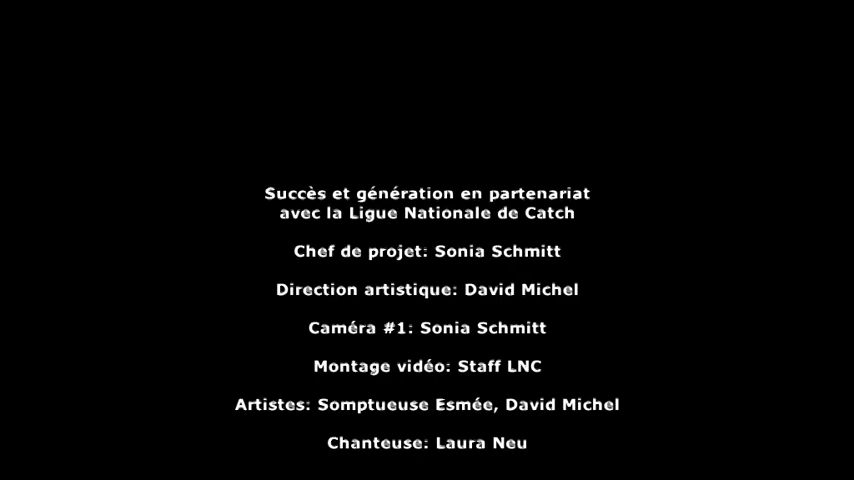 Succès et génération en partenariat
avec la Ligue Nationale de Catch
Chef de projet: Sonia Schmitt
Direction artistique: David Michel
Caméra #1: Sonia Schmitt
Montage vidéo: Staff LNC
Artistes: Somptueuse Esmée, David Michel
Chanteuse: Laura Neu